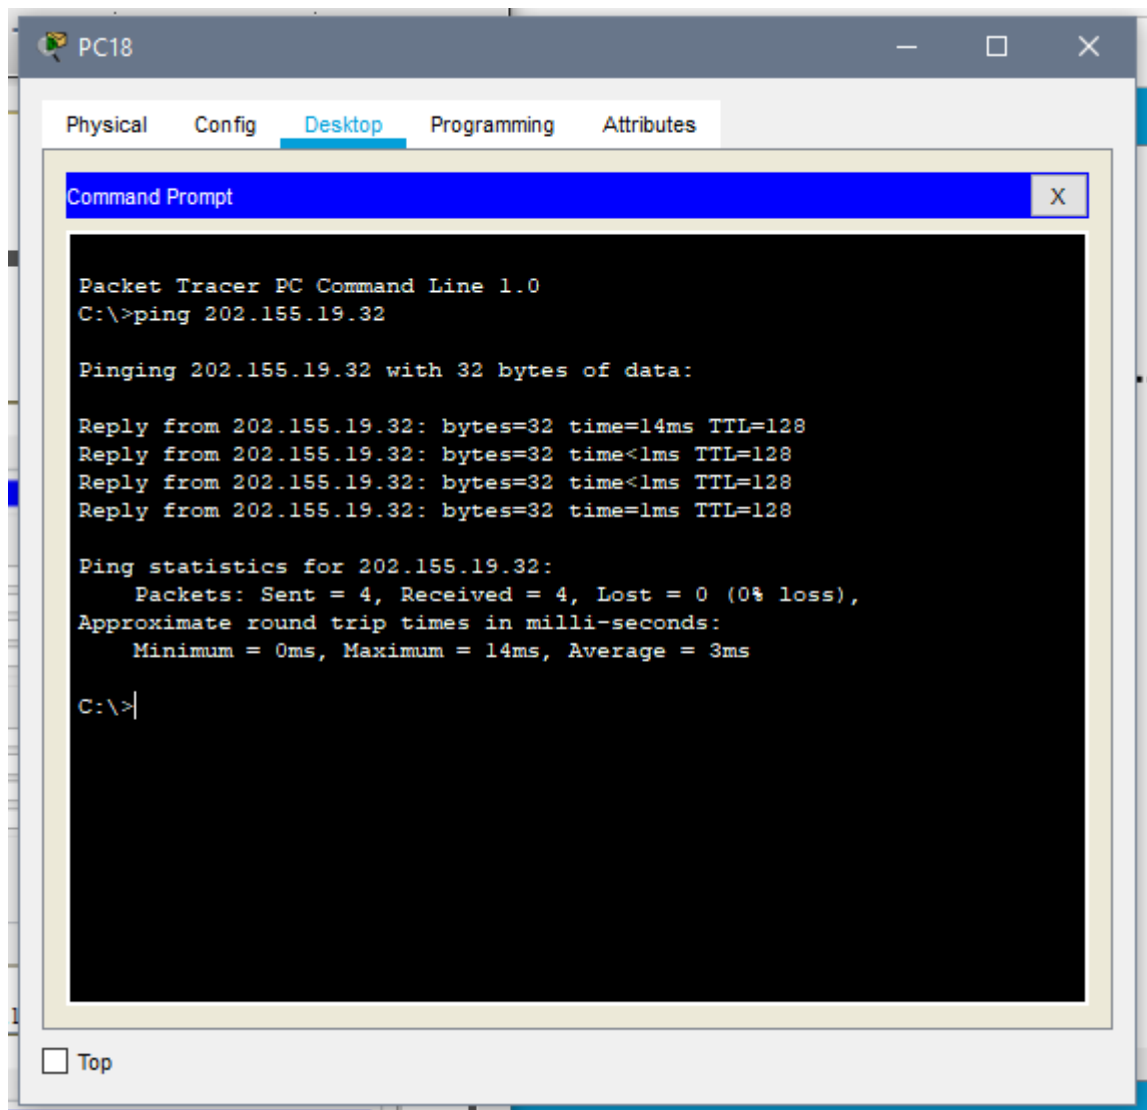 PC18
Physical Config Desktop Programming Attributes
Command Prompt X
Packet Tracer PC Command Line 1.0
C:\>ping 202.155.19.32
Pinging 202.155.19.32 with 32 bytes of data:
Reply from 202.155.19.32: bytes=32 time=14ms TTL=128
Reply from 202.155.19.32: bytes=32 time<1ms TTL=128
Reply from 202.155.19.32: bytes=32 time<1ms TTL=128
Reply from 202.155.19.32: bytes=32 time=1ms TTL=128
Ping statistics for 202.155.19.32:
Packets: Sent = 4, Received = 4, Lost = 0 (0% loss),
Approximate round trip times in milli-seconds:
Minimum = 0ms, Maximum = 14ms, Average = 3ms
C:\>
Top